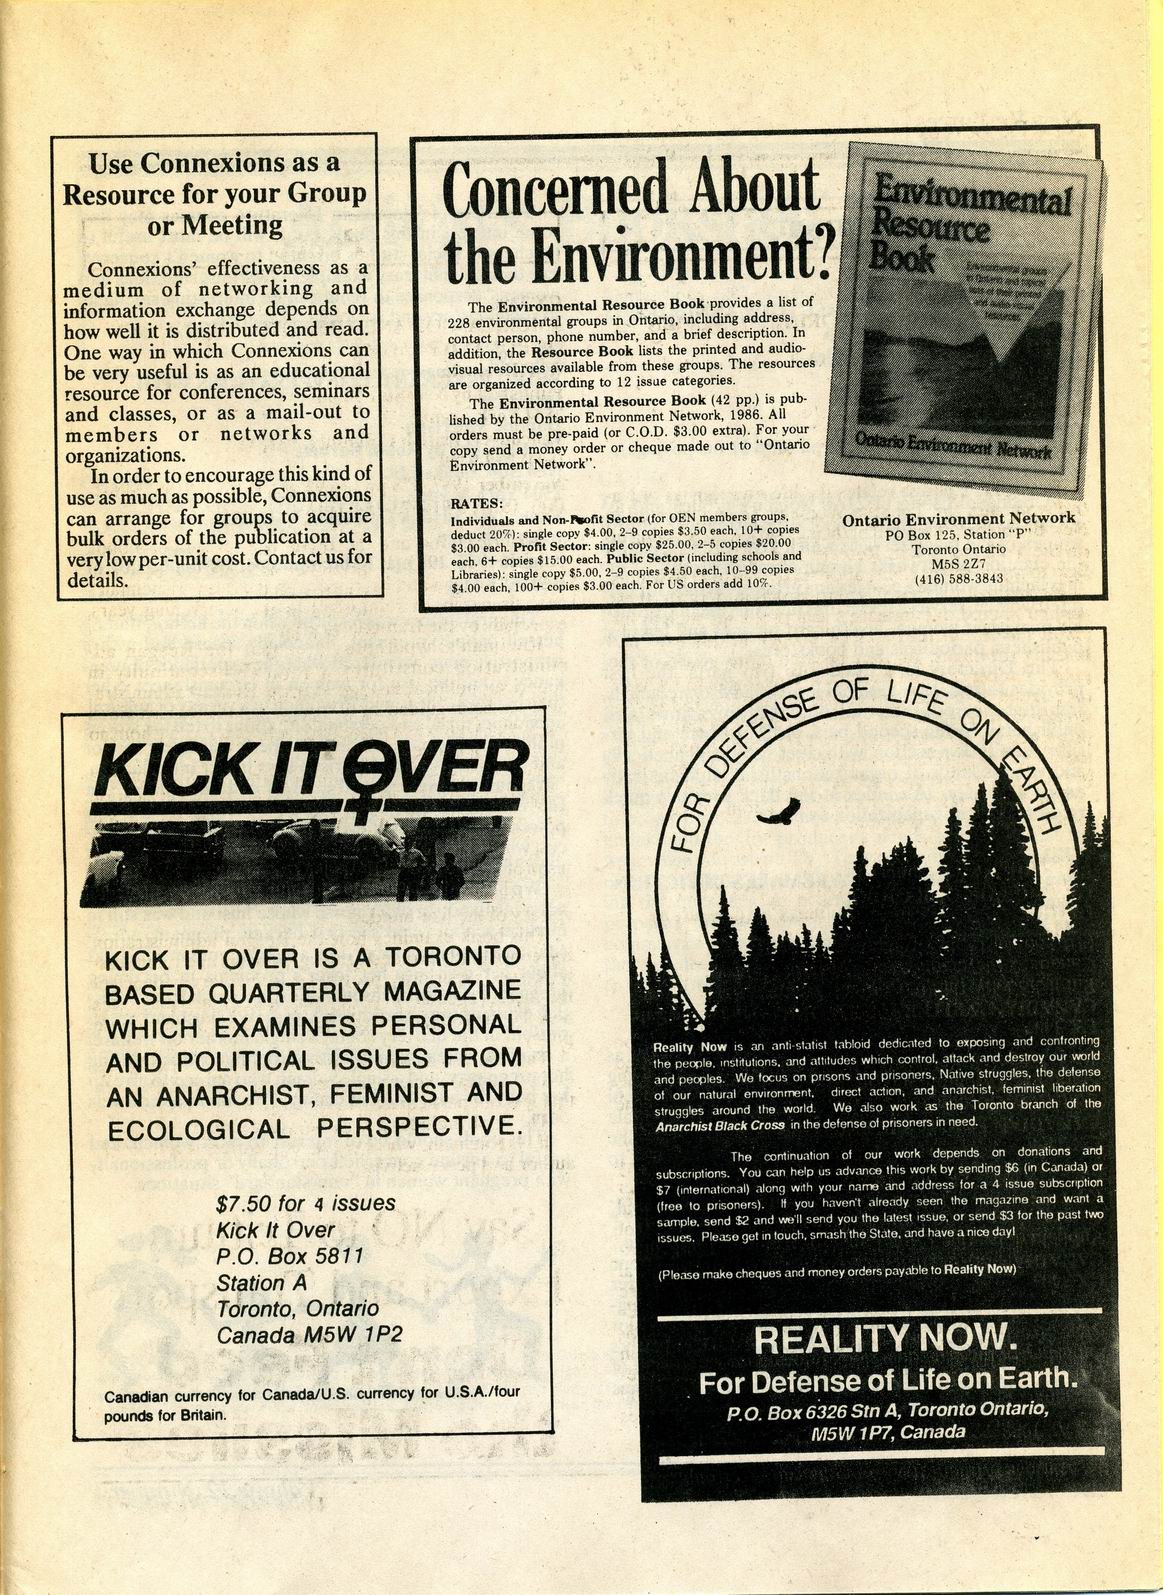 Use Connexions as a
Resource for your Group
or Meeting
Connexions' effectiveness as a
medium of networking and
information exchange depends on
how well it is distributed and read.
One way in which Connexions can
be very useful is as an educational
resource for conferences, seminars
and classes, or as a mail-out to
members or networks and
organizations.
In order to encourage this kind of
use as much as possible, Connexions
can arrange for groups to acquire
bulk orders of the publication at a
very low per-unit cost. Contact us for
details.
Concerned About
the Environment?
The Environmental Resource Book provides a list of
228 environmental groups in Ontario, including address,
contact person, phone number, and a brief description. In
addition, the Resource Book lists the printed and audio-
visual resources available from these groups. The resources
are organized according to 12 issue categories.
The Environmental Resource Book (42 pp.) is pub-
lished by the Ontario Environment Network, 1986. All
orders must be pre-paid (or C.O.D. $3.00 extra). For your
copy send a money order or cheque made out to "Ontario
Environment Network".
RATES:
Individuals and Non-Profit Sector (for OEN members groups,
deduct 20%): single copy $4.00, 2-9 copies $3.50 each, 10+ copies
$3.00 each. Profit Sector: single copy $25.00, 2-5 copies $20.00
each, 6+ copies $15.00 each. Public Sector (including schools and
Libraries): single copy $5.00, 2-9 copies $4.50 each, 10-99 copies
$4.00 each, 100+ copies $3.00 each. For US orders add 10%.
Environmental
Resource
Book
Environmental groups
in Ontario and
of their printed
and audio-visual
resources
Ontario Environment Network
Ontario Environment Network
PO Box 125, Station "P"
Toronto Ontario
M5S 2Z7
(416) 588-3843
KICK IT OVER
KICK IT OVER IS A TORONTO
BASED QUARTERLY MAGAZINE
WHICH EXAMINES PERSONAL
AND POLITICAL ISSUES FROM
AN ANARCHIST, FEMINIST AND
ECOLOGICAL PERSPECTIVE.
$7.50 for 4 issues
Kick It Over
P.O. Box 5811
Station A
Toronto, Ontario
Canada M5W 1P2
Canadian currency for Canada/U.S. currency for U.S.A./four
pounds for Britain.
FOR DEFENSE OF LIFE ON EARTH
Reality Now is an anti-statist tabloid dedicated to exposing and confronting
the people, institutions, and attitudes which control, attack and destroy our world
and peoples. We focus on prisons and prisoners, Native struggles, the defense
of our natural environment, direct action, and anarchist, feminist liberation
struggles around the world. We also work as the Toronto branch of the
Anarchist Black Cross in the defense of prisoners in need.
The continuation of our work depends on donations and
subscriptions. You can help us advance this work by sending $6 (in Canada) or
$7 (international) along with your name and address for a 4 issue subscription
(free to prisoners). If you haven't already seen the magazine and want a
sample, send $2 and we'll send you the latest issue, or send $3 for the past two
issues. Please get in touch, smash the State, and have a nice day!
(Please make cheques and money orders payable to Reality Now)
REALITY NOW.
For Defense of Life on Earth.
P.O. Box 6326 Stn A, Toronto Ontario,
M5W 1P7, Canada